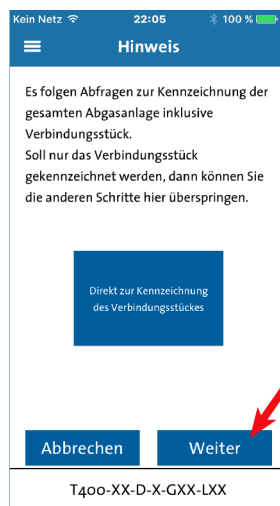 Kein Netz 22:05 100 %
Hinweis
Es folgen Abfragen zur Kennzeichnung der
gesamten Abgasanlage inklusive
Verbindungsstück.
Soll nur das Verbindungsstück
gekennzeichnet werden, dann können Sie
die anderen Schritte hier überspringen.
Direkt zur Kennzeichnung
des Verbindungsstückes
Abbrechen Weiter
T400-XX-D-X-GXX-LXX